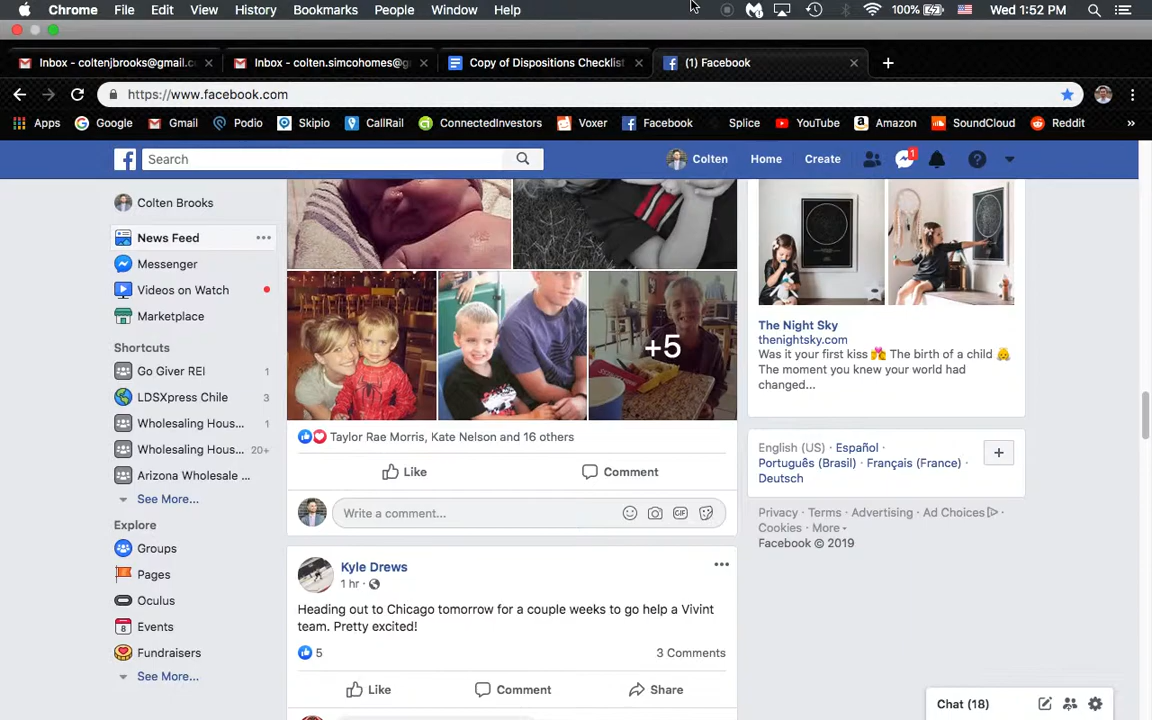 Chrome File Edit View History Bookmarks People Window Help 100% Wed 1:52 PM
Inbox - coltenjbrooks@gmail.c
Inbox - colten.simcohomes@g
Copy of Dispositions Checklist
(1) Facebook
https://www.facebook.com
Apps Google Gmail Podio Skipio CallRail ConnectedInvestors Voxer Facebook Splice YouTube Amazon SoundCloud Reddit »
Search
Colten Home Create 1
Colten Brooks
News Feed
Messenger
Videos on Watch
Marketplace
Shortcuts
Go Giver REI 1
LDSXpress Chile 3
Wholesaling Hous... 1
Wholesaling Hous... 20+
Arizona Wholesale ...
See More...
Explore
Groups
Pages
Oculus
Events
Fundraisers
See More...
+5
Taylor Rae Morris, Kate Nelson and 16 others
Like Comment
Write a comment...
GIF
Kyle Drews
1 hr ·
Heading out to Chicago tomorrow for a couple weeks to go help a Vivint
team. Pretty excited!
5 3 Comments
Like Comment Share
The Night Sky
thenightsky.com
Was it your first kiss 💏 The birth of a child 👶
The moment you knew your world had
changed...
English (US) · Español ·
Português (Brasil) · Français (France) ·
Deutsch
Privacy · Terms · Advertising · Ad Choices ·
Cookies · More
Facebook © 2019
Chat (18)